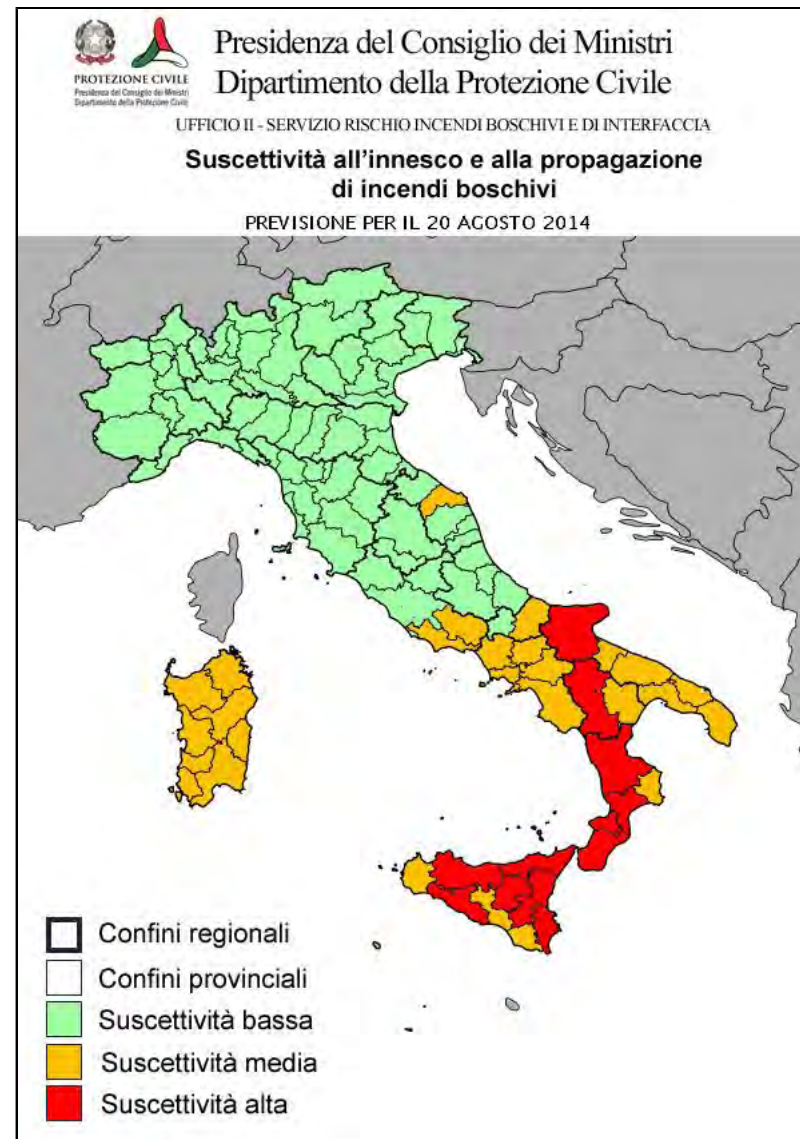 Presidenza del Consiglio dei Ministri
Dipartimento della Protezione Civile
PROTEZIONE CIVILE
Presidenza del Consiglio dei Ministri
Dipartimento della Protezione Civile
UFFICIO II - SERVIZIO RISCHIO INCENDI BOSCHIVI E DI INTERFACCIA
Suscettività all'innesco e alla propagazione
di incendi boschivi
PREVISIONE PER IL 20 AGOSTO 2014
Confini regionali
Confini provinciali
Suscettività bassa
Suscettività media
Suscettività alta